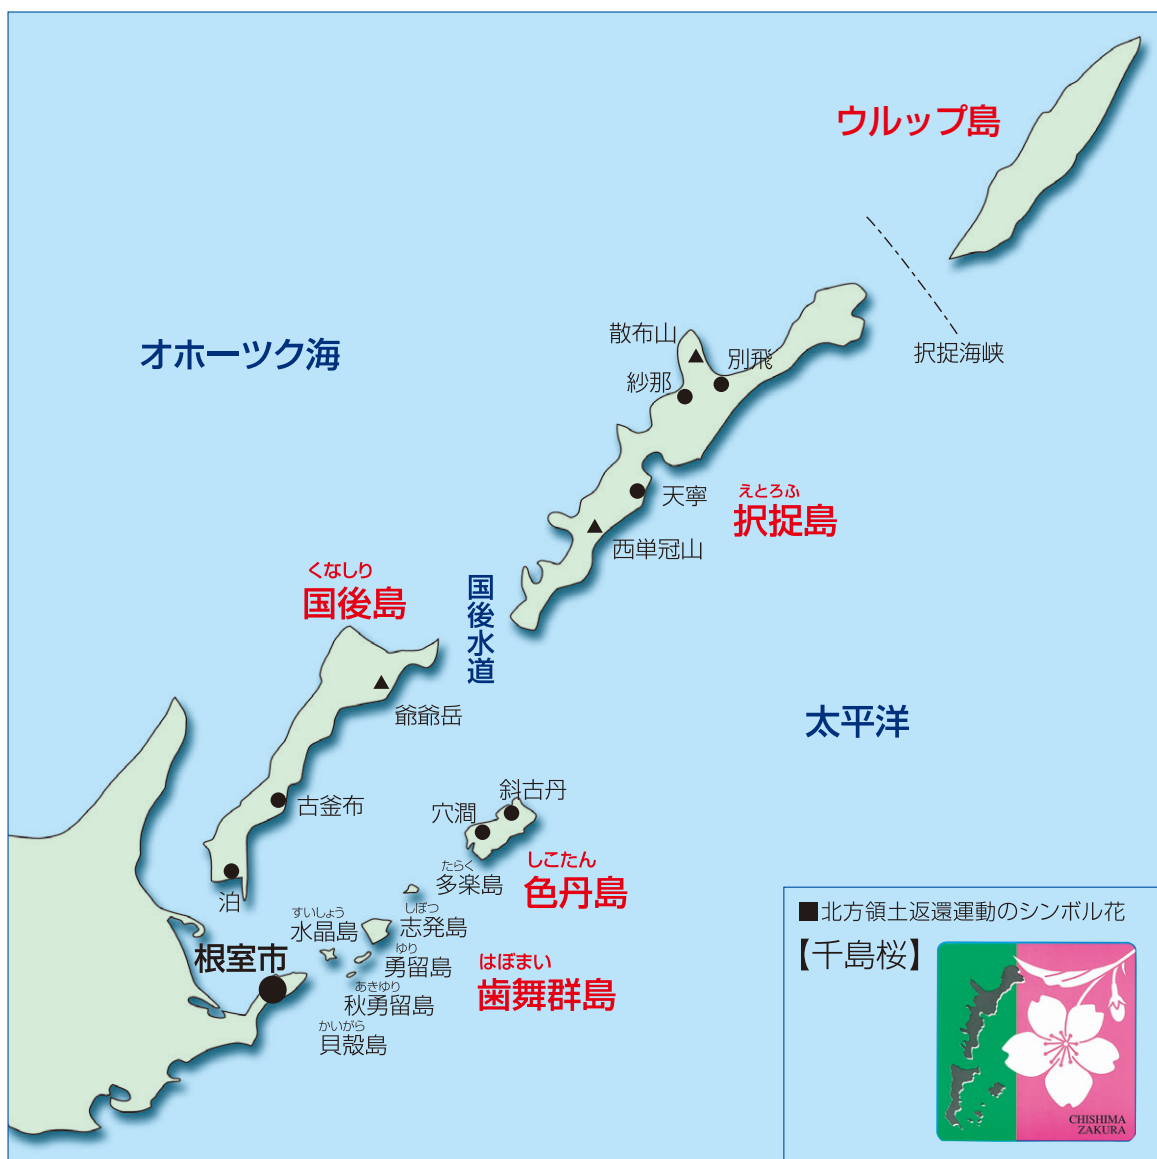 ウルップ島
択捉海峡
オホーツク海
散布山
別飛
紗那
天寧
えとろふ
択捉島
西単冠山
くなしり
国後島
国後水道
爺爺岳
太平洋
古釜布
泊
斜古丹
穴澗
しこたん
色丹島
たらく
多楽島
しぼつ
志発島
すいしょう
水晶島
ゆり
勇留島
あきゆり
秋勇留島
かいがら
貝殻島
はぼまい
歯舞群島
根室市
■北方領土返還運動のシンボル花
【千島桜】
CHISHIMA
ZAKURA